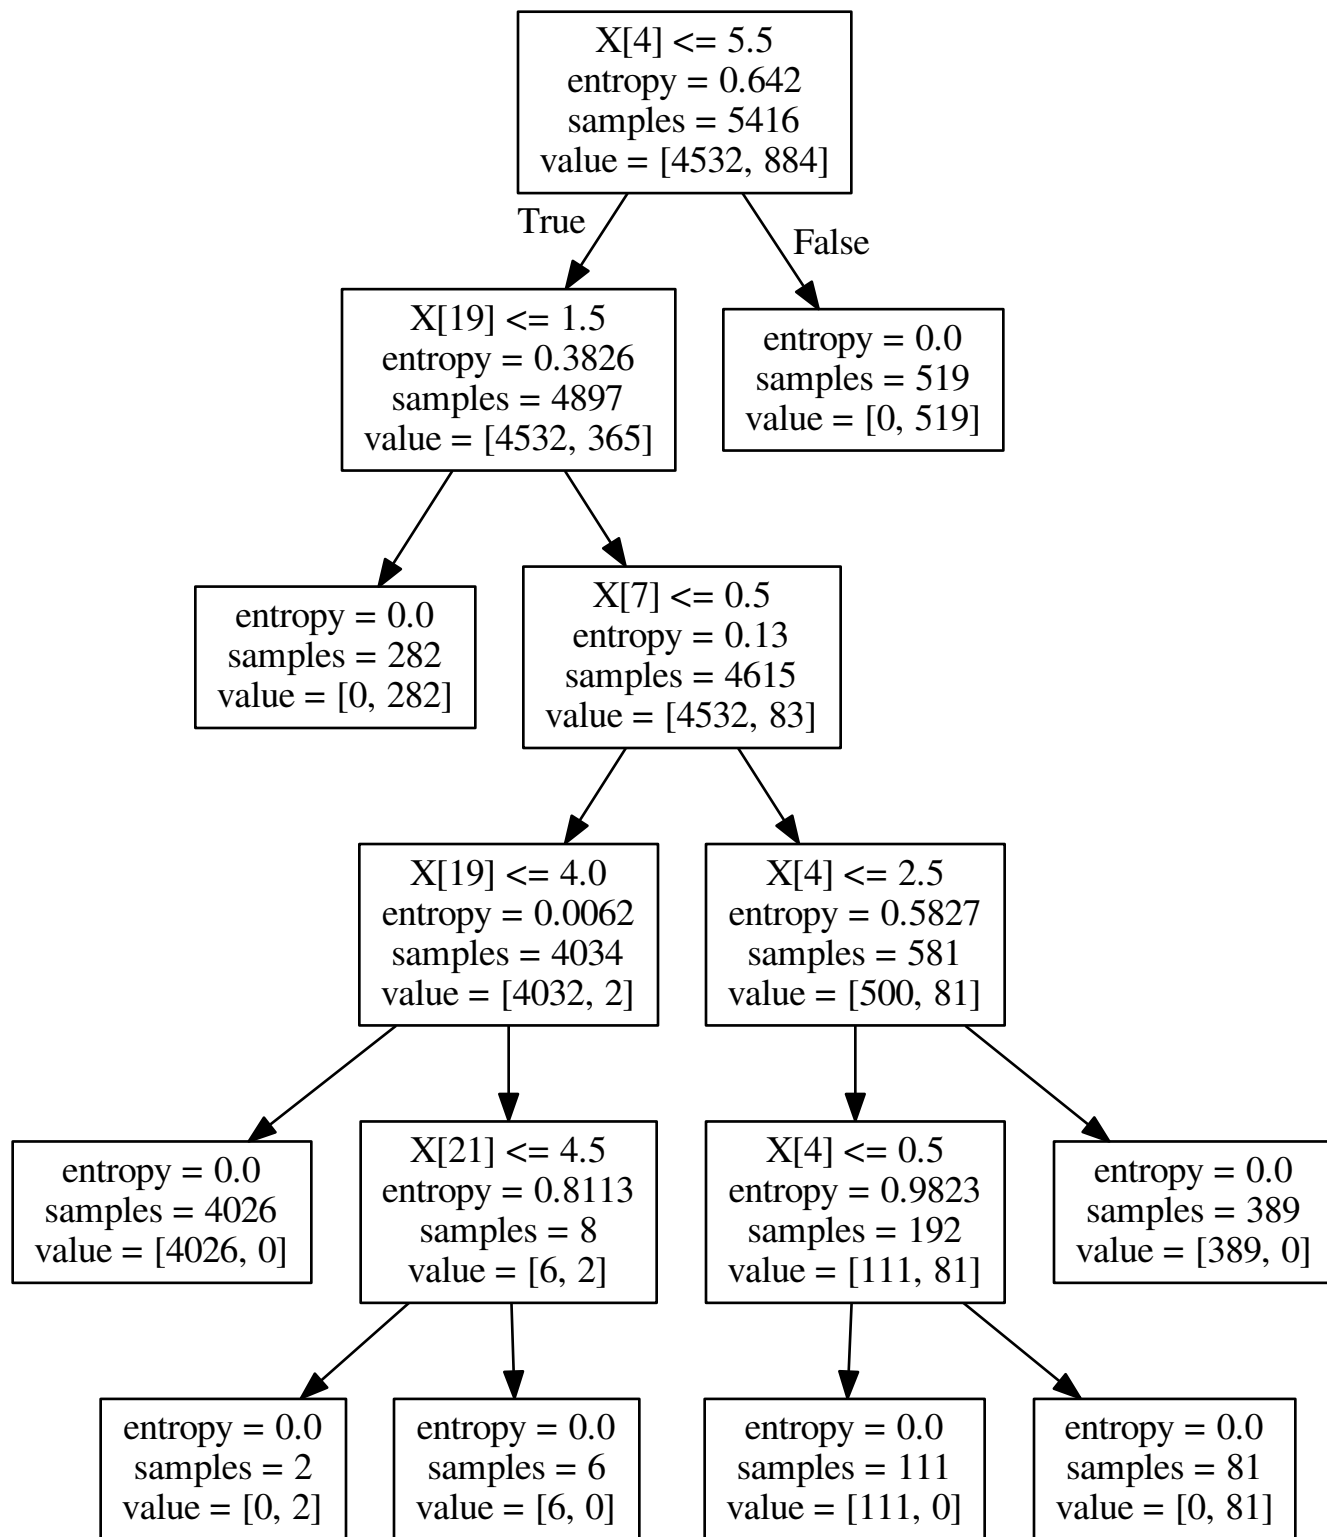 X[4] <= 5.5
entropy = 0.642
samples = 5416
value = [4532, 884]
True
False
X[19] <= 1.5
entropy = 0.3826
samples = 4897
value = [4532, 365]
entropy = 0.0
samples = 519
value = [0, 519]
entropy = 0.0
samples = 282
value = [0, 282]
X[7] <= 0.5
entropy = 0.13
samples = 4615
value = [4532, 83]
X[19] <= 4.0
entropy = 0.0062
samples = 4034
value = [4032, 2]
X[4] <= 2.5
entropy = 0.5827
samples = 581
value = [500, 81]
entropy = 0.0
samples = 4026
value = [4026, 0]
X[21] <= 4.5
entropy = 0.8113
samples = 8
value = [6, 2]
X[4] <= 0.5
entropy = 0.9823
samples = 192
value = [111, 81]
entropy = 0.0
samples = 389
value = [389, 0]
entropy = 0.0
samples = 2
value = [0, 2]
entropy = 0.0
samples = 6
value = [6, 0]
entropy = 0.0
samples = 111
value = [111, 0]
entropy = 0.0
samples = 81
value = [0, 81]